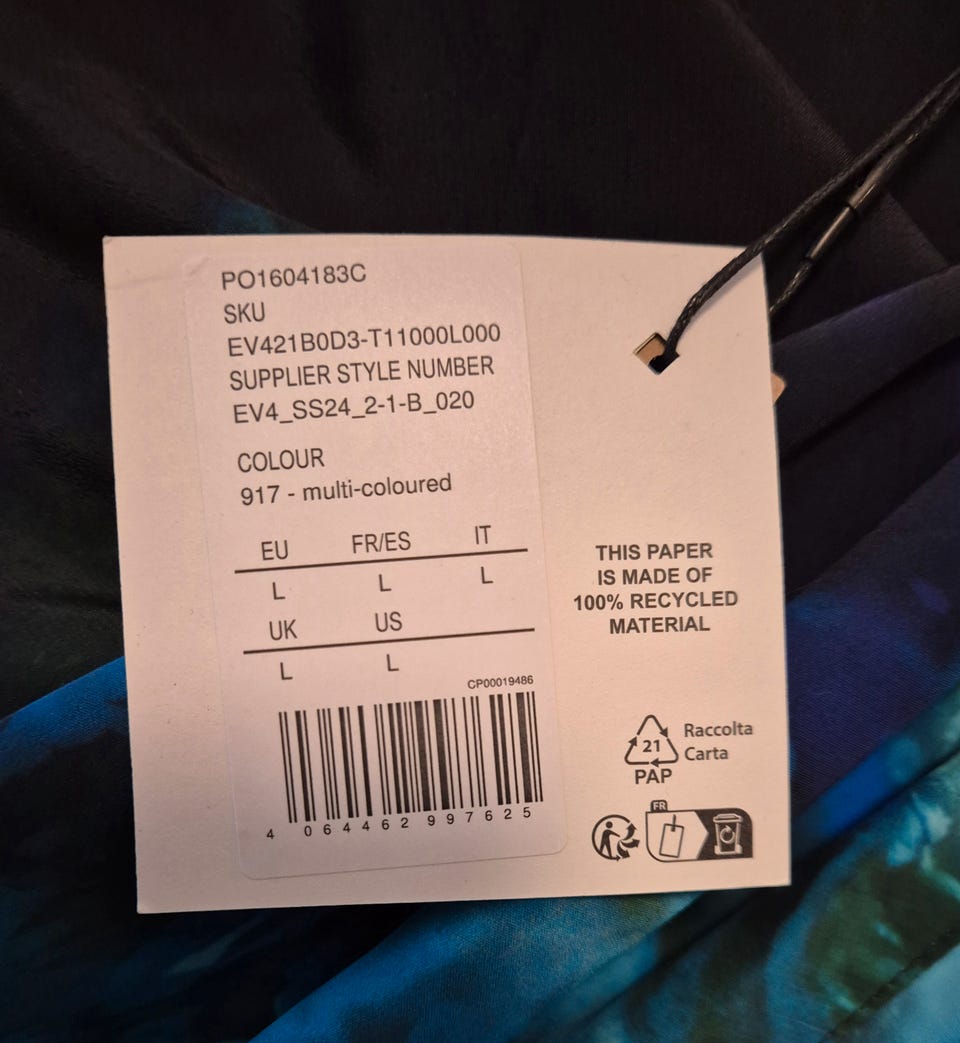 PO1604183C
SKU
EV421B0D3-T11000L000
SUPPLIER STYLE NUMBER
EV4_SS24_2-1-B_020
COLOUR
917 - multi-coloured
EU FR/ES IT
L L L
UK US
L L
CP00019486
4 064462 997625
THIS PAPER
IS MADE OF
100% RECYCLED
MATERIAL
21
PAP
Raccolta
Carta
FR